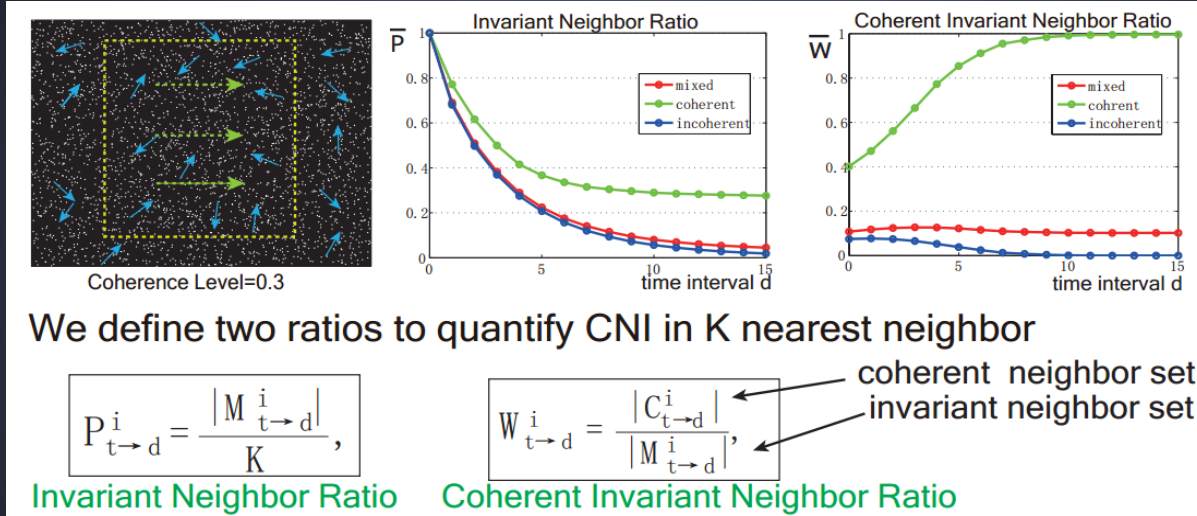 Coherence Level=0.3
Invariant Neighbor Ratio
P
1
0.8
0.6
0.4
0.2
0
0
5
10
15
mixed
coherent
incoherent
time interval d
Coherent Invariant Neighbor Ratio
W
1
0.8
0.6
0.4
0.2
0
0
5
10
15
mixed
cohrent
incoherent
time interval d
We define two ratios to quantify CNI in K nearest neighbor
P^i_{t→d} = |M^i_{t→d}| / K,
Invariant Neighbor Ratio
W^i_{t→d} = |C^i_{t→d}| / |M^i_{t→d}|,
coherent neighbor set
invariant neighbor set
Coherent Invariant Neighbor Ratio